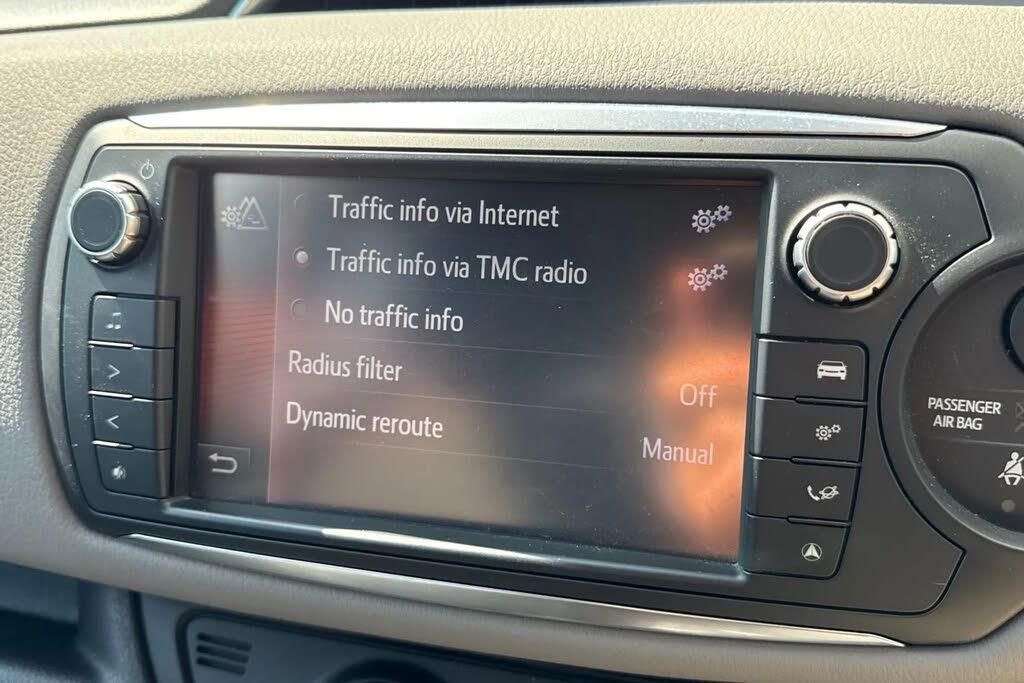 Traffic info via Internet
Traffic info via TMC radio
No traffic info
Radius filter
Off
Dynamic reroute
Manual
PASSENGER
AIR BAG